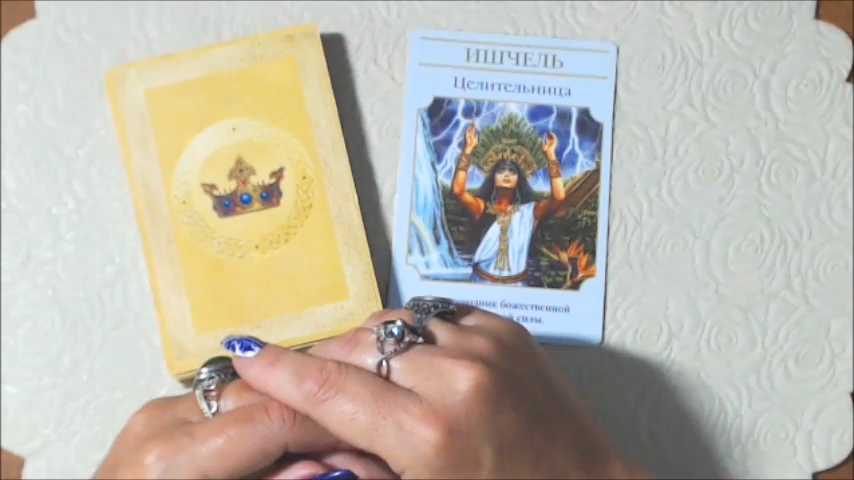 ИШЧЕЛЬ
Целительница
божественной
силы.